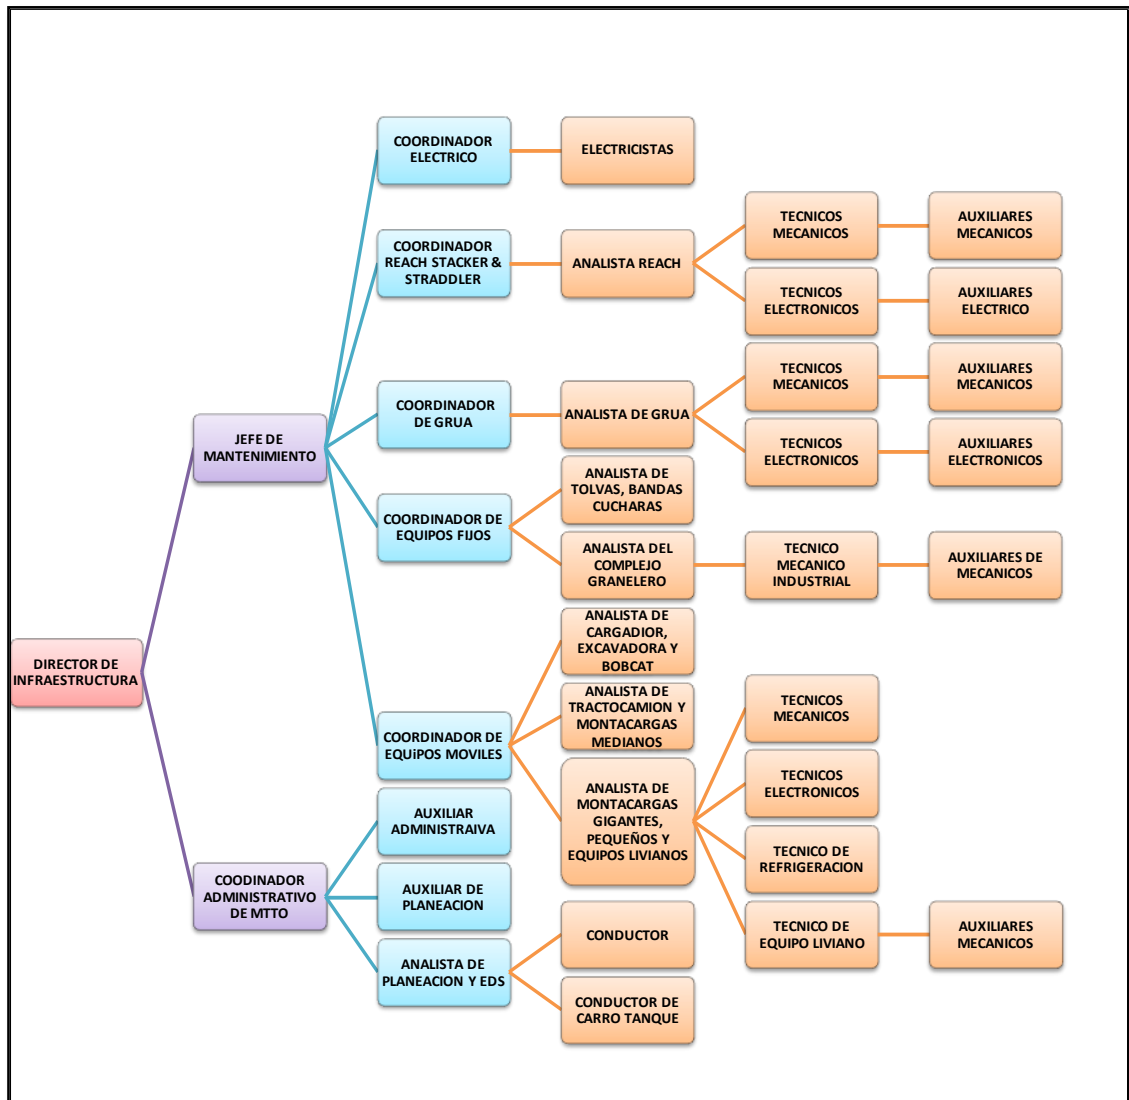 DIRECTOR DE
INFRAESTRUCTURA
JEFE DE
MANTENIMIENTO
COORDINADOR
ELECTRICO
ELECTRICISTAS
COORDINADOR
REACH STACKER &
STRADDLER
ANALISTA REACH
TECNICOS
MECANICOS
AUXILIARES
MECANICOS
TECNICOS
ELECTRONICOS
AUXILIARES
ELECTRICO
COORDINADOR
DE GRUA
ANALISTA DE GRUA
TECNICOS
MECANICOS
AUXILIARES
MECANICOS
TECNICOS
ELECTRONICOS
AUXILIARES
ELECTRONICOS
COORDINADOR DE
EQUIPOS FIJOS
ANALISTA DE
TOLVAS, BANDAS
CUCHARAS
ANALISTA DEL
COMPLEJO
GRANELERO
TECNICO
MECANICO
INDUSTRIAL
AUXILIARES DE
MECANICOS
COORDINADOR DE
EQUiPOS MOVILES
ANALISTA DE
CARGADIOR,
EXCAVADORA Y
BOBCAT
ANALISTA DE
TRACTOCAMION Y
MONTACARGAS
MEDIANOS
ANALISTA DE
MONTACARGAS
GIGANTES,
PEQUEÑOS Y
EQUIPOS LIVIANOS
TECNICOS
MECANICOS
TECNICOS
ELECTRONICOS
TECNICO DE
REFRIGERACION
TECNICO DE
EQUIPO LIVIANO
AUXILIARES
MECANICOS
COODINADOR
ADMINISTRATIVO
DE MTTO
AUXILIAR
ADMINISTRAIVA
AUXILIAR DE
PLANEACION
ANALISTA DE
PLANEACION Y EDS
CONDUCTOR
CONDUCTOR DE
CARRO TANQUE